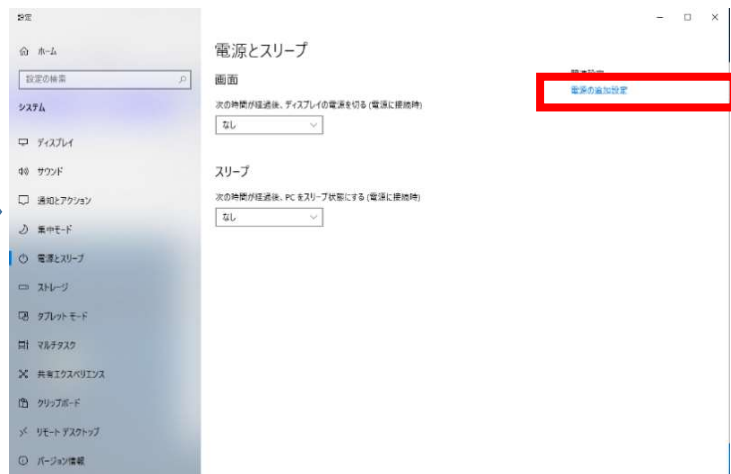 設定
ホーム
設定の検索
システム
ディスプレイ
サウンド
通知とアクション
集中モード
電源とスリープ
ストレージ
タブレット モード
マルチタスク
共有エクスペリエンス
クリップボード
リモート デスクトップ
バージョン情報
電源とスリープ
画面
次の時間が経過後、ディスプレイの電源を切る (電源に接続時)
なし
スリープ
次の時間が経過後、PC をスリープ状態にする (電源に接続時)
なし
電源の追加設定